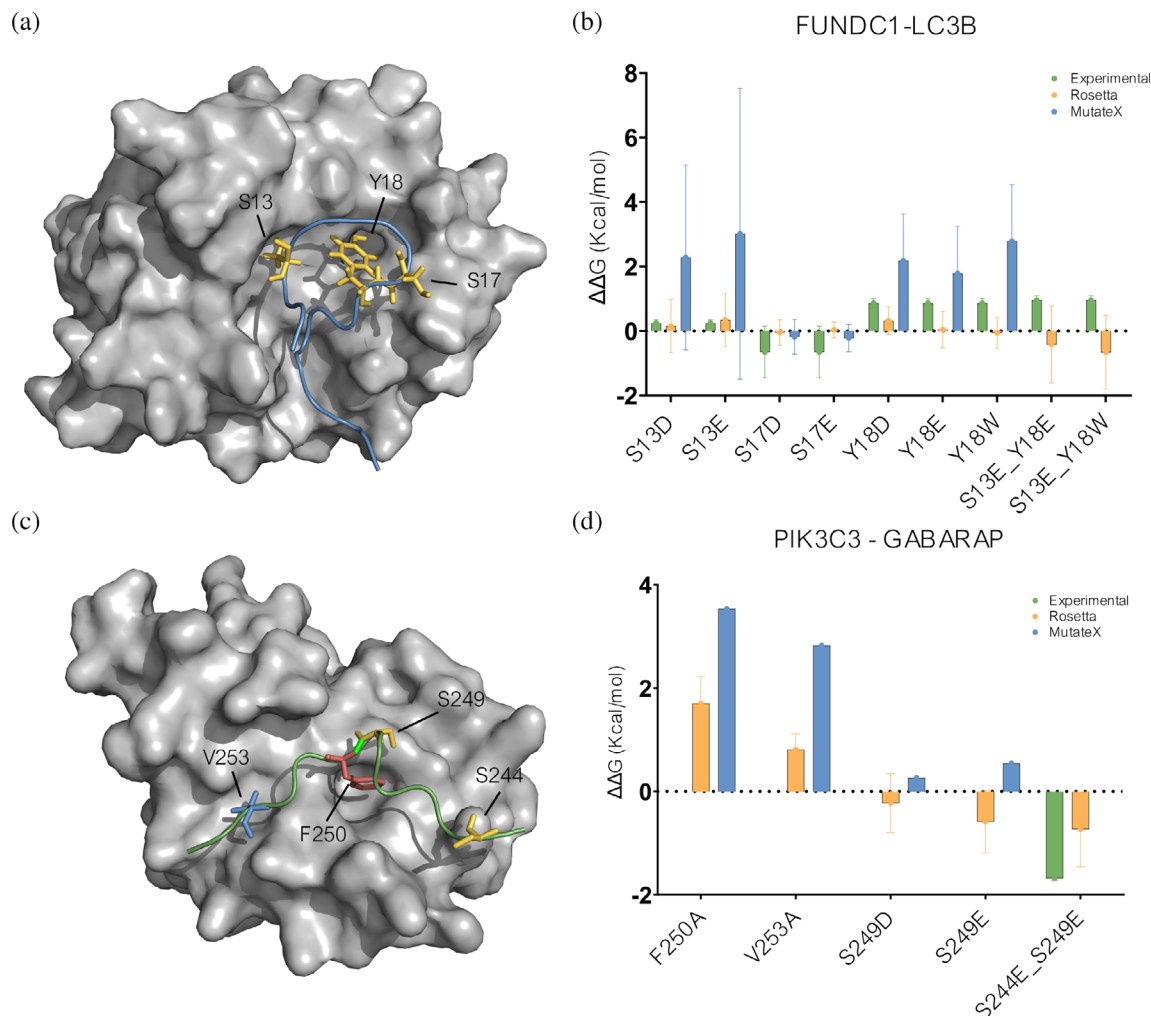 (a)
S13
Y18
S17
(b)
FUNDC1-LC3B
Experimental
Rosetta
MutateX
ΔΔG (Kcal/mol)
8
6
4
2
0
-2
S13D
S13E
S17D
S17E
Y18D
Y18E
Y18W
S13E_Y18E
S13E_Y18W
(c)
V253
F250
S249
S244
(d)
PIK3C3 - GABARAP
Experimental
Rosetta
MutateX
ΔΔG (Kcal/mol)
4
2
0
-2
F250A
V253A
S249D
S249E
S244E_S249E